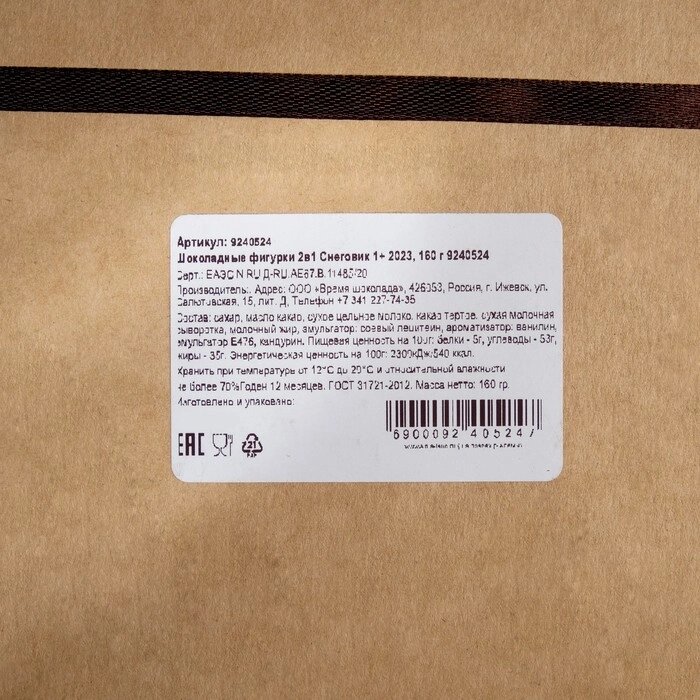 Артикул: 9240524
Шоколадные фигурки 2в1 Снеговик 1+ 2023, 160 г 9240524
Серт.: ЕАЭС N RU Д-RU.АЕ67.В.11485/20
Производитель:. Адрес: ООО «Время шоколада», 426053, Россия, г. Ижевск, ул.
Салютовская, 15, лит. Д, Телефон +7 341 227-74-35
Состав: сахар, масло какао, сухое цельное молоко, какао тертое, сухая молочная
сыворотка, молочный жир, эмульгатор: соевый лецитин, ароматизатор: ванилин,
эмульгатор Е476, кандурин. Пищевая ценность на 100г: белки - 5г, углеводы - 53г,
жиры - 35г. Энергетическая ценность на 100г: 2300кДж/540 ккал.
Хранить при температуре от 12°С до 20°С и относительной влажности
не более 70%Годен 12 месяцев. ГОСТ 31721-2012. Масса нетто: 160 гр.
Изготовлено и упаковано:
6900092 405247
ЕАС
21
PAP